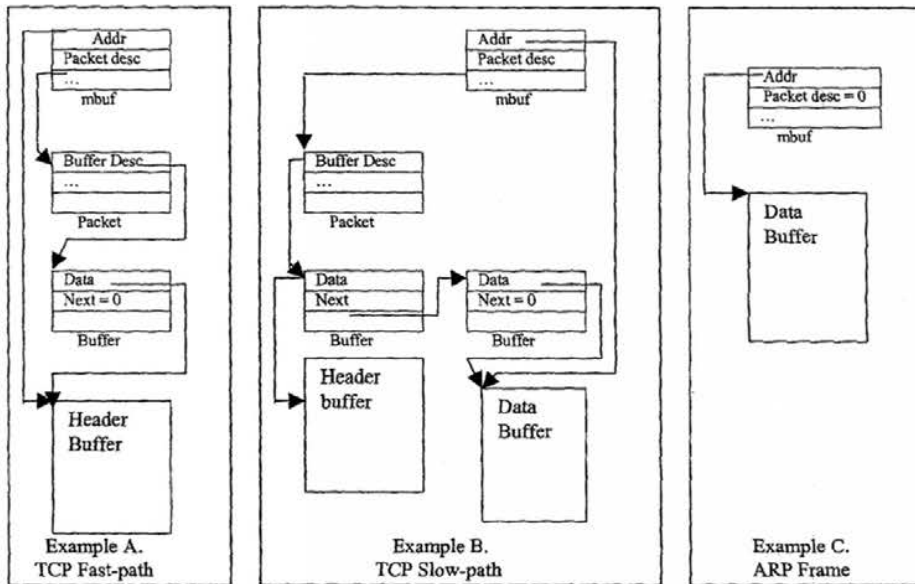 Addr
Packet desc
...
mbuf
Buffer Desc
...
Packet
Data
Next = 0
Buffer
Header
Buffer
Example A.
TCP Fast-path
Addr
Packet desc
...
mbuf
Buffer Desc
...
Packet
Data
Next
Buffer
Data
Next = 0
Buffer
Header
buffer
Data
Buffer
Example B.
TCP Slow-path
Addr
Packet desc = 0
...
mbuf
Data
Buffer
Example C.
ARP Frame